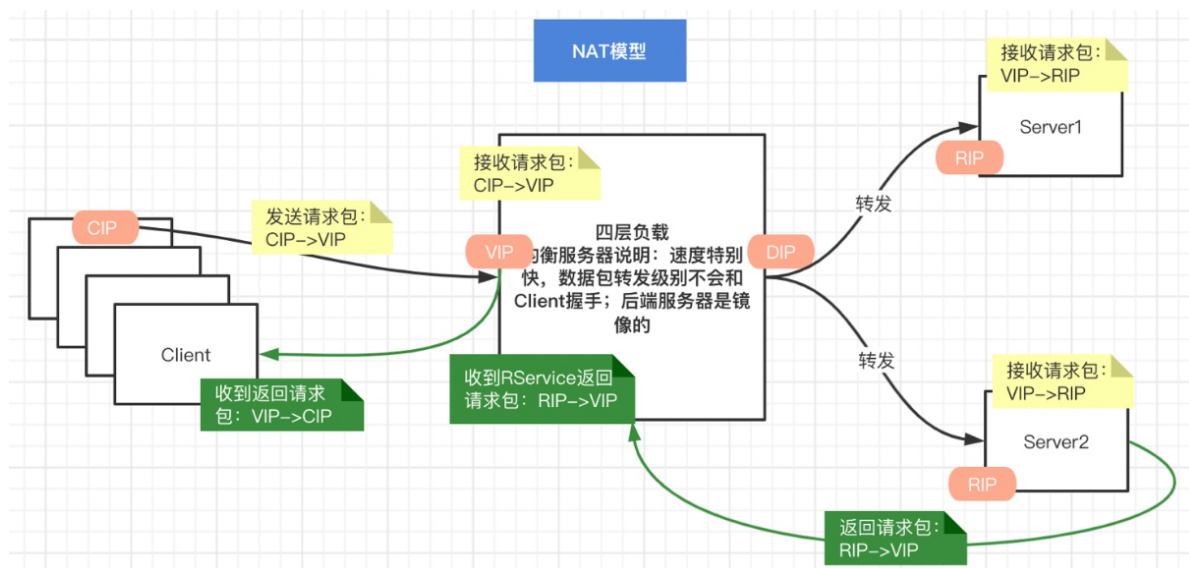 NAT模型
接收请求包：
VIP->RIP
Server1
RIP
转发
接收请求包：
CIP->VIP
发送请求包：
CIP->VIP
CIP
VIP
DIP
四层负载
均衡服务器说明：速度特别
快，数据包转发级别不会和
Client握手；后端服务器是镜
像的
Client
收到返回请求
包：VIP->CIP
收到RService返回
请求包：RIP->VIP
转发
接收请求包：
VIP->RIP
Server2
RIP
返回请求包：
RIP->VIP